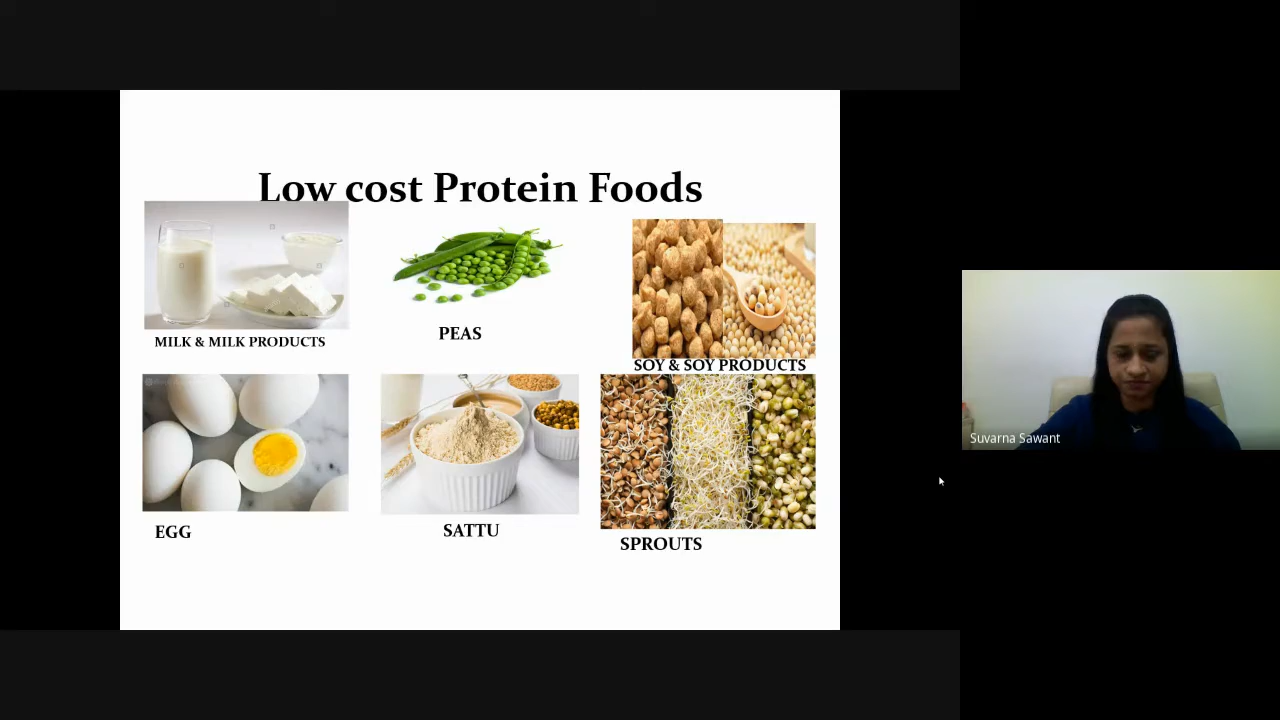 Low cost Protein Foods
MILK & MILK PRODUCTS
PEAS
SOY & SOY PRODUCTS
EGG
SATTU
SPROUTS
Suvarna Sawant